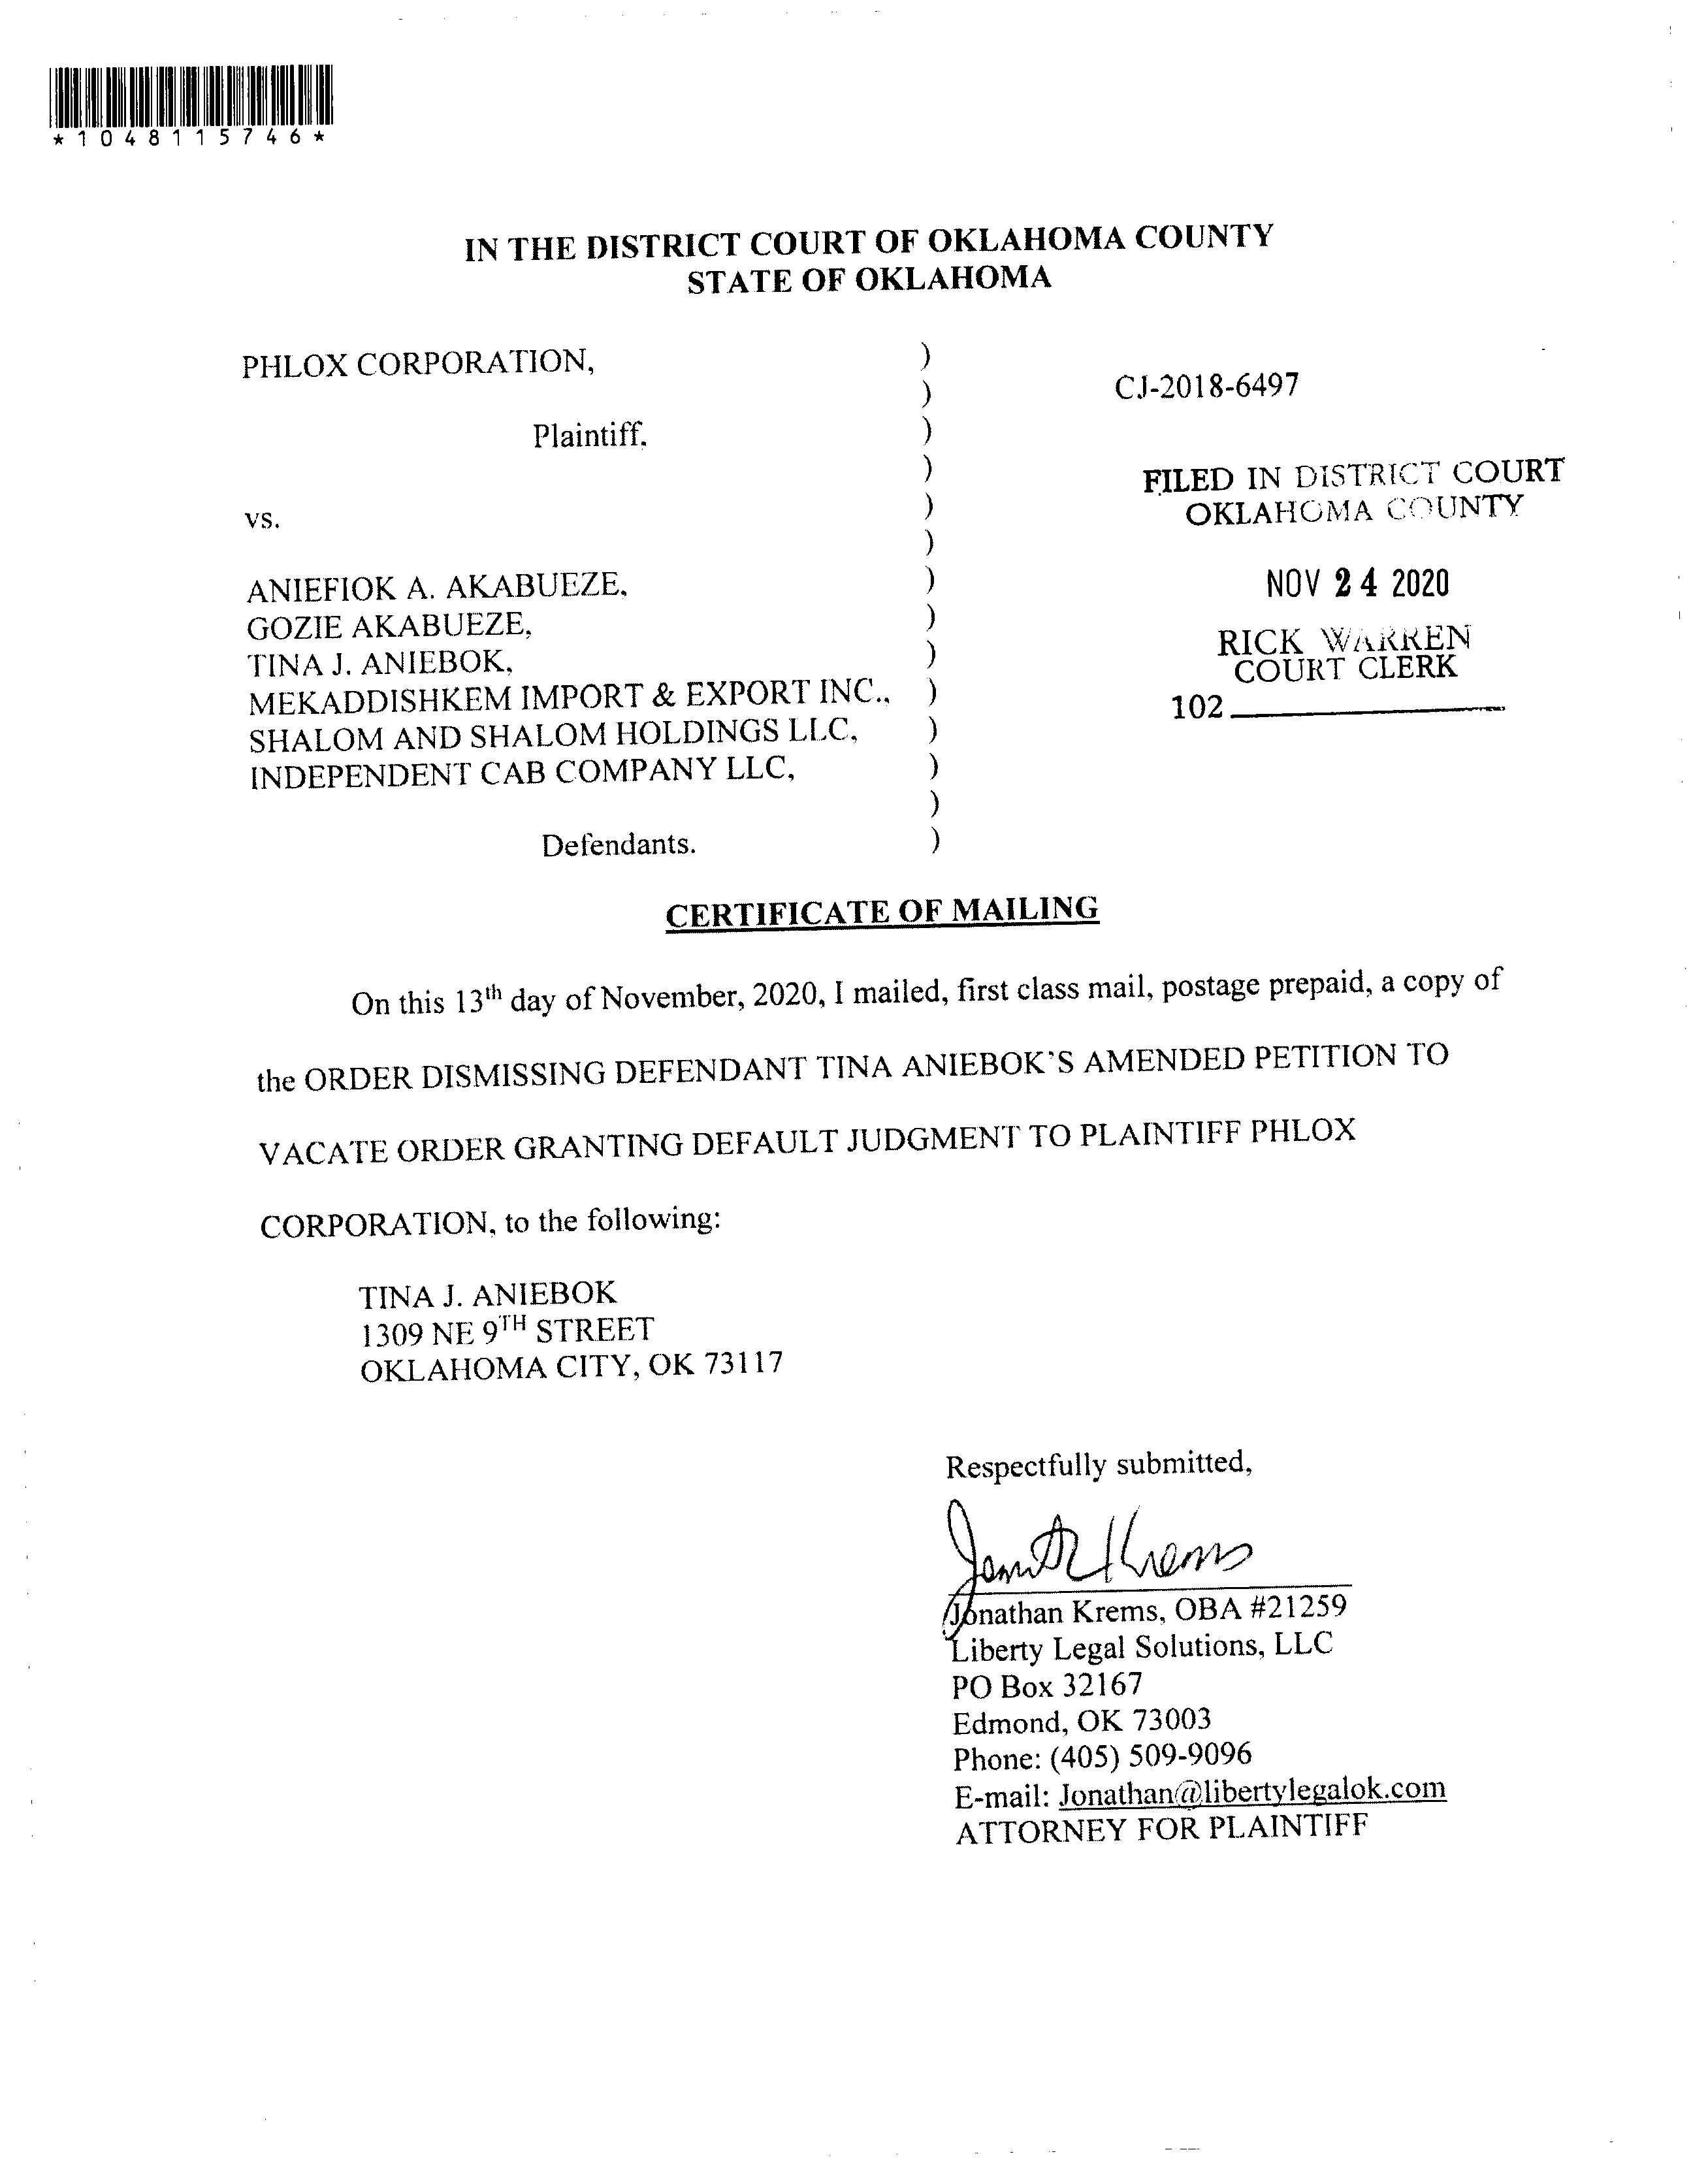 *1048115746*
IN THE DISTRICT COURT OF OKLAHOMA COUNTY
STATE OF OKLAHOMA
PHLOX CORPORATION,
Plaintiff,
vs.
ANIEFIOK A. AKABUEZE,
GOZIE AKABUEZE,
TINA J. ANIEBOK,
MEKADDISHKEM IMPORT & EXPORT INC.,
SHALOM AND SHALOM HOLDINGS LLC,
INDEPENDENT CAB COMPANY LLC,
Defendants.
)
)
)
)
)
)
)
)
)
)
)
)
)
)
CJ-2018-6497
FILED IN DISTRICT COURT
OKLAHOMA COUNTY
NOV 24 2020
RICK WARREN
COURT CLERK
102
CERTIFICATE OF MAILING
On this 13th day of November, 2020, I mailed, first class mail, postage prepaid, a copy of
the ORDER DISMISSING DEFENDANT TINA ANIEBOK'S AMENDED PETITION TO
VACATE ORDER GRANTING DEFAULT JUDGMENT TO PLAINTIFF PHLOX
CORPORATION, to the following:
TINA J. ANIEBOK
1309 NE 9TH STREET
OKLAHOMA CITY, OK 73117
Respectfully submitted,
Jonathan Krems
Jonathan Krems, OBA #21259
Liberty Legal Solutions, LLC
PO Box 32167
Edmond, OK 73003
Phone: (405) 509-9096
E-mail: Jonathan@libertylegalok.com
ATTORNEY FOR PLAINTIFF